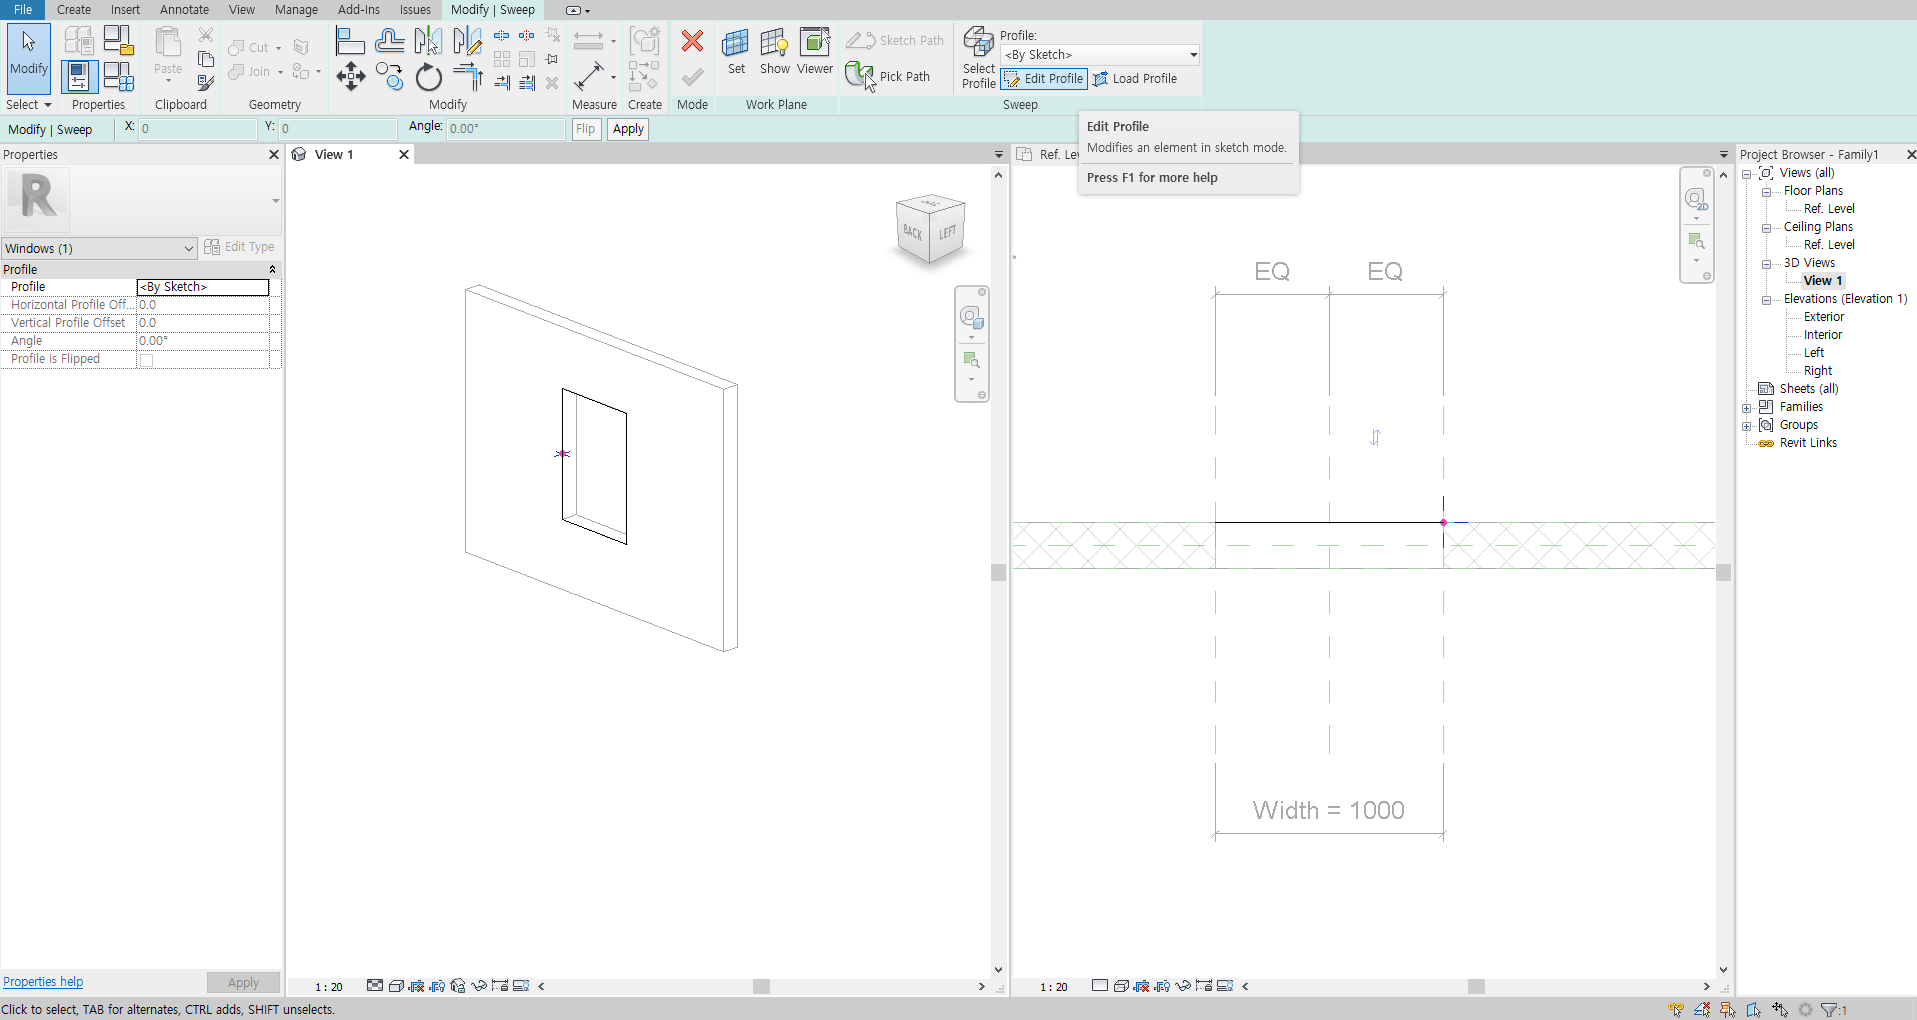 File Create Insert Annotate View Manage Add-Ins Issues Modify | Sweep
Modify
Select
Properties
Paste
Clipboard
Cut
Join
Geometry
Modify
Measure
Create
Mode
Set Show Viewer
Work Plane
Sketch Path
Pick Path
Select Profile
Profile:
<By Sketch>
Edit Profile Load Profile
Sweep
Modify | Sweep X: 0 Y: 0 Angle: 0.00° Flip Apply
Edit Profile
Modifies an element in sketch mode.
Press F1 for more help
Properties
R
Windows (1) Edit Type
Profile
Profile <By Sketch>
Horizontal Profile Off... 0.0
Vertical Profile Offset 0.0
Angle 0.00°
Profile Is Flipped
Properties help Apply
View 1
TOP
BACK LEFT
1 : 20
Ref. Le
2D
EQ EQ
Width = 1000
1 : 20
Project Browser - Family1
Views (all)
Floor Plans
Ref. Level
Ceiling Plans
Ref. Level
3D Views
View 1
Elevations (Elevation 1)
Exterior
Interior
Left
Right
Sheets (all)
Families
Groups
Revit Links
Click to select, TAB for alternates, CTRL adds, SHIFT unselects.
:1